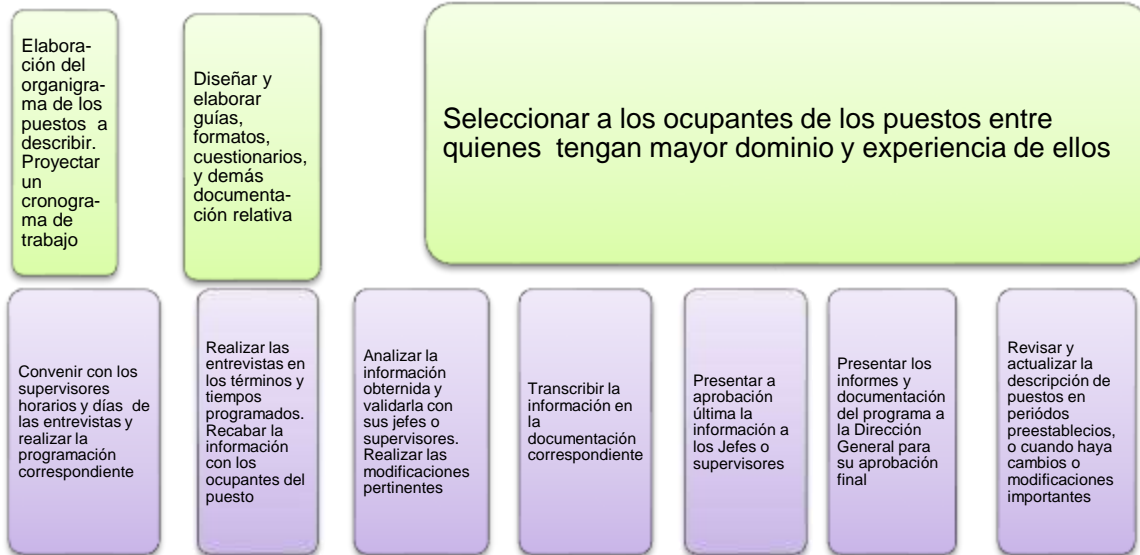 Elabora-
ción del
organigra-
ma de los
puestos a
describir.
Proyectar
un
cronogra-
ma de
trabajo
Diseñar y
elaborar
guías,
formatos,
cuestionarios,
y demás
documenta-
ción relativa
Seleccionar a los ocupantes de los puestos entre
quienes tengan mayor dominio y experiencia de ellos
Convenir con los
supervisores
horarios y días de
las entrevistas y
realizar la
programación
correspondiente
Realizar las
entrevistas en
los términos y
tiempos
programados.
Recabar la
información
con los
ocupantes del
puesto
Analizar la
información
obternida y
validarla con
sus jefes o
supervisores.
Realizar las
modificaciones
pertinentes
Transcribir la
información en
la
documentación
correspondiente
Presentar a
aprobación
última la
información a
los Jefes o
supervisores
Presentar los
informes y
documentación
del programa a
la Dirección
General para
su aprobación
final
Revisar y
actualizar la
descripción de
puestos en
periódos
preestablecios,
o cuando haya
cambios o
modificaciones
importantes